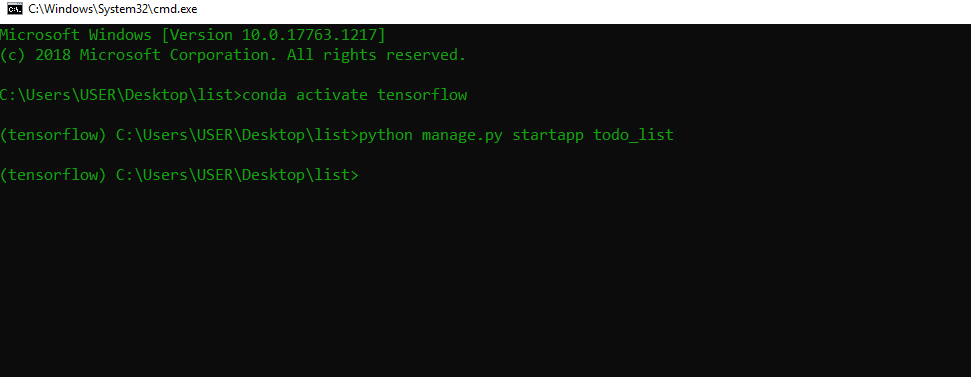 C:\Windows\System32\cmd.exe
Microsoft Windows [Version 10.0.17763.1217]
(c) 2018 Microsoft Corporation. All rights reserved.
C:\Users\USER\Desktop\list>conda activate tensorflow
(tensorflow) C:\Users\USER\Desktop\list>python manage.py startapp todo_list
(tensorflow) C:\Users\USER\Desktop\list>